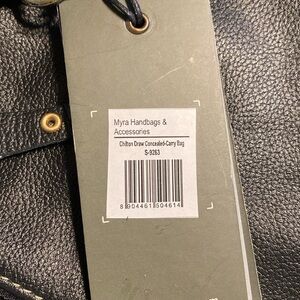 Myra Handbags &
Accessories
Chilton Draw Concealed-Carry Bag
S-9263
8 904461 504614